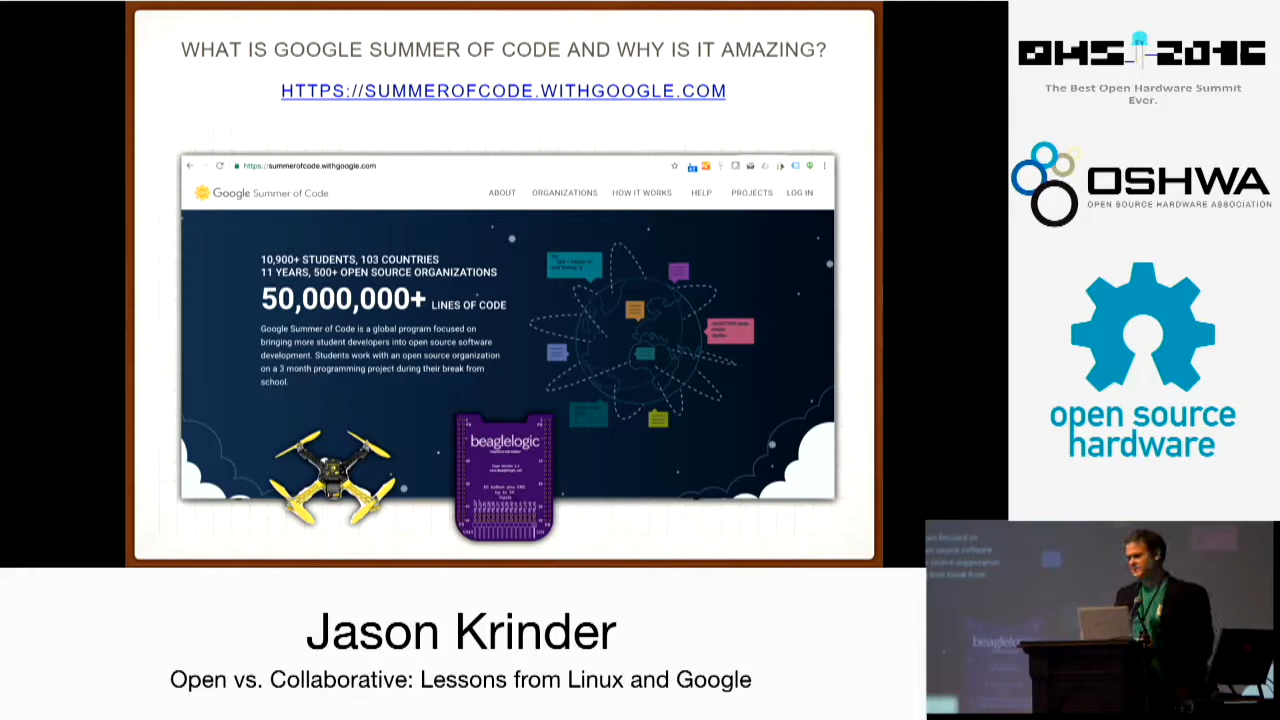 WHAT IS GOOGLE SUMMER OF CODE AND WHY IS IT AMAZING?
HTTPS://SUMMEROFCODE.WITHGOOGLE.COM
https://summerofcode.withgoogle.com
Google Summer of Code
ABOUT ORGANIZATIONS HOW IT WORKS HELP PROJECTS LOG IN
10,900+ STUDENTS, 103 COUNTRIES
11 YEARS, 500+ OPEN SOURCE ORGANIZATIONS
50,000,000+ LINES OF CODE
Google Summer of Code is a global program focused on
bringing more student developers into open source software
development. Students work with an open source organization
on a 3 month programming project during their break from
school.
beaglelogic
OHS 2016
The Best Open Hardware Summit
Ever.
OSHWA
OPEN SOURCE HARDWARE ASSOCIATION
open source
hardware
Jason Krinder
Open vs. Collaborative: Lessons from Linux and Google